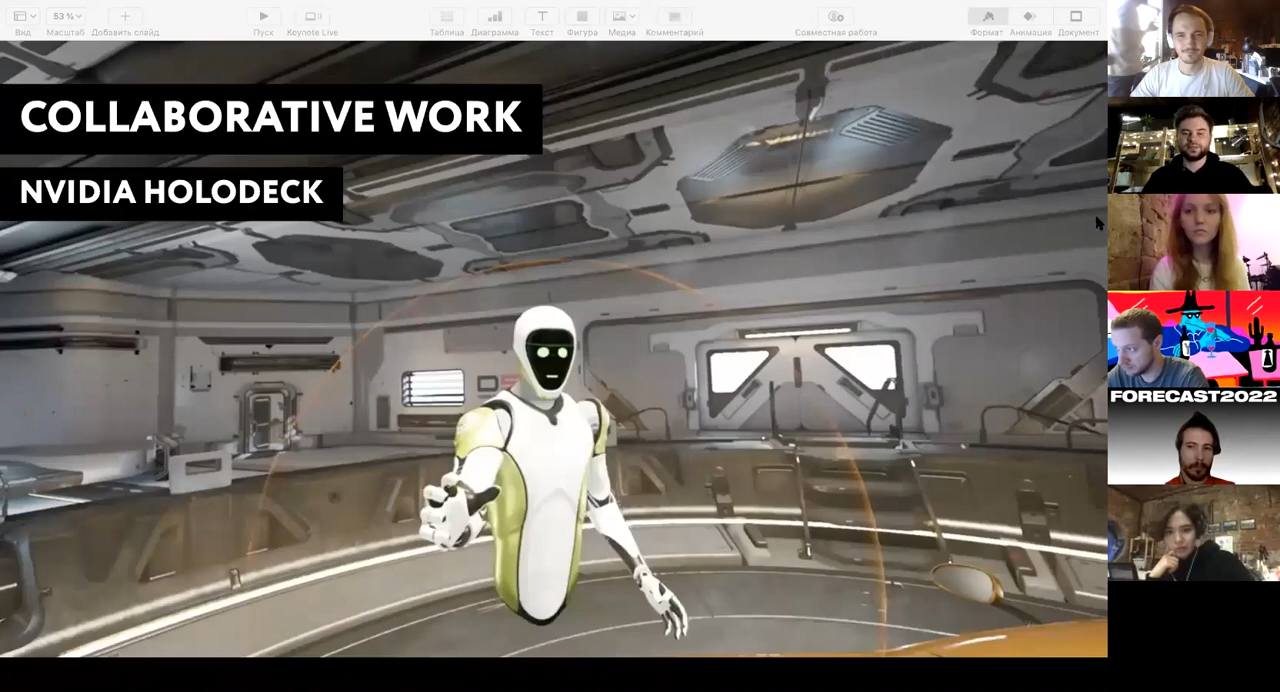 53 %
Вид
Масштаб
Добавить слайд
Пуск
Keynote Live
Таблица
Диаграмма
Текст
Фигура
Медиа
Комментарий
Совместная работа
Формат
Анимация
Документ
COLLABORATIVE WORK
NVIDIA HOLODECK
FORECAST2022